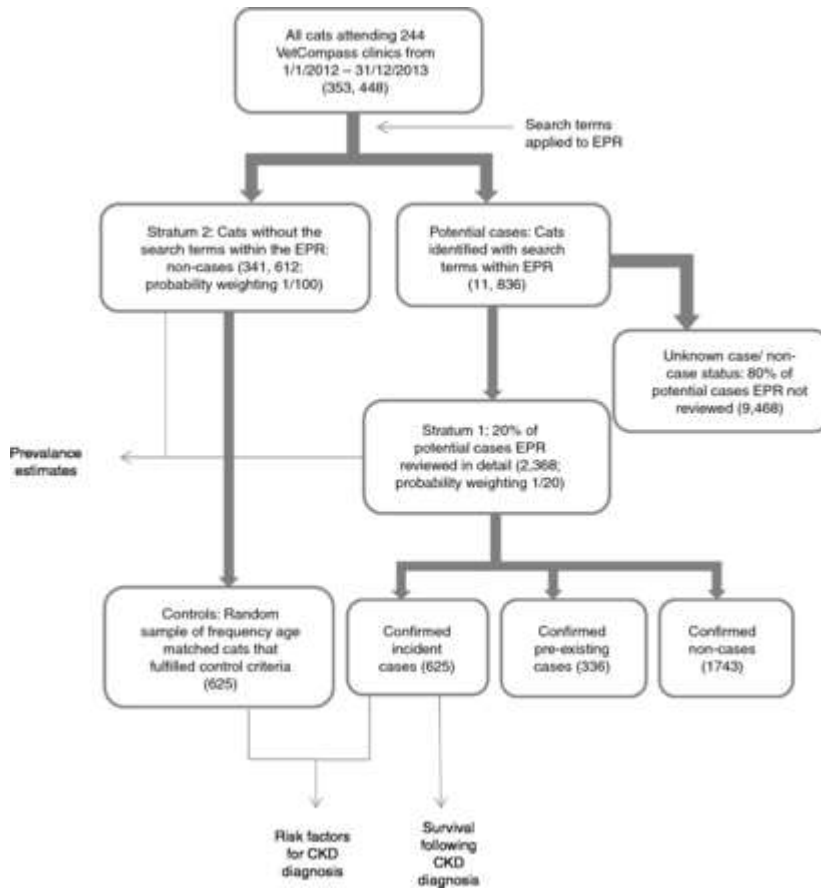 All cats attending 244
VetCompass clinics from
1/1/2012 – 31/12/2013
(353, 448)
Search terms
applied to EPR
Stratum 2: Cats without the
search terms within the EPR:
non-cases (341, 612;
probability weighting 1/100)
Potential cases: Cats
identified with search
terms within EPR
(11, 836)
Unknown case/ non-
case status: 80% of
potential cases EPR not
reviewed (9,468)
Stratum 1: 20% of
potential cases EPR
reviewed in detail (2,368;
probability weighting 1/20)
Prevalance
estimates
Controls: Random
sample of frequency age
matched cats that
fulfilled control criteria
(625)
Confirmed
incident
cases (625)
Confirmed
pre-existing
cases (336)
Confirmed
non-cases
(1743)
Risk factors
for CKD
diagnosis
Survival
following
CKD
diagnosis